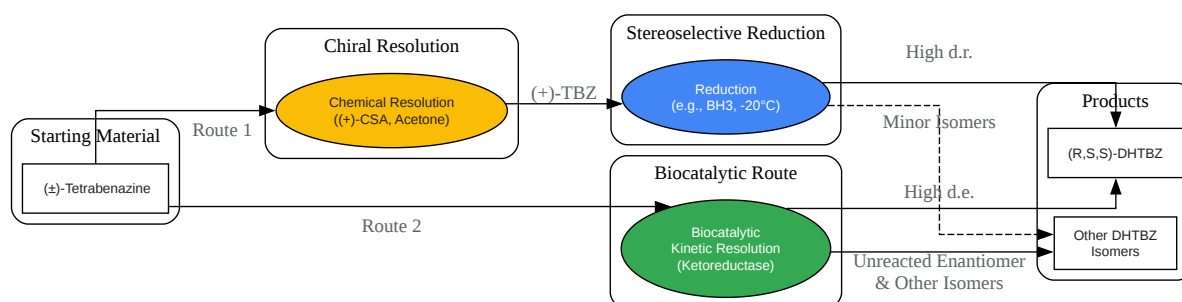 Chiral Resolution
Chemical Resolution
((+)-CSA, Acetone)
Stereoselective Reduction
Reduction
(e.g., BH3, -20°C)
High d.r.
(+)-TBZ
Minor Isomers
Products
(R,S,S)-DHTBZ
Other DHTBZ
Isomers
Route 1
Starting Material
(±)-Tetrabenazine
Route 2
Biocatalytic Route
High d.e.
Biocatalytic
Kinetic Resolution
(Ketoreductase)
Unreacted Enantiomer
& Other Isomers